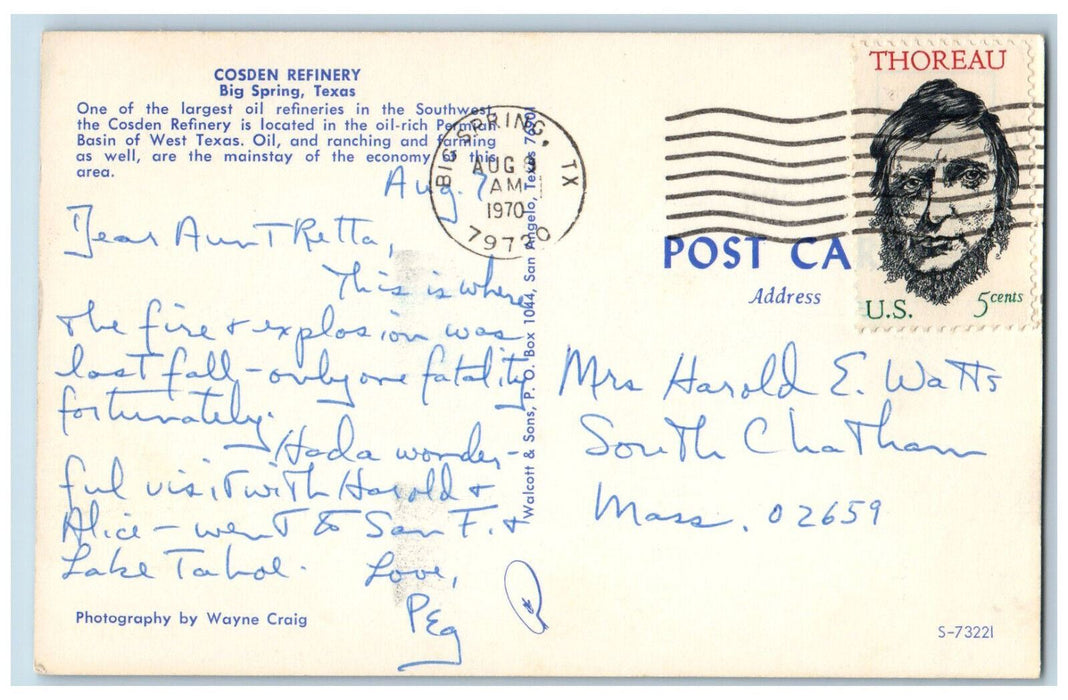 COSDEN REFINERY
Big Spring, Texas
One of the largest oil refineries in the Southwest,
the Cosden Refinery is located in the oil-rich Permian
Basin of West Texas. Oil, and ranching and farming
as well, are the mainstay of the economy of this
area.
Aug. 7
Dear Aunt Retta,
This is where
the fire & explosion was
last fall - only one fatality
fortunately.
Had a wonder-
ful visit with Harold &
Alice - went to San F. &
Lake Tahoe. Love,
Peg
Photography by Wayne Craig
Walcott & Sons, P. O. Box 1044, San Angelo, Texas
BIG SPRING, TX
AUG
AM
1970
79720
THOREAU
U.S. 5 cents
POST CA
Address
Mrs Harold E. Watts
South Chatham
Mass. 02659
S-73221